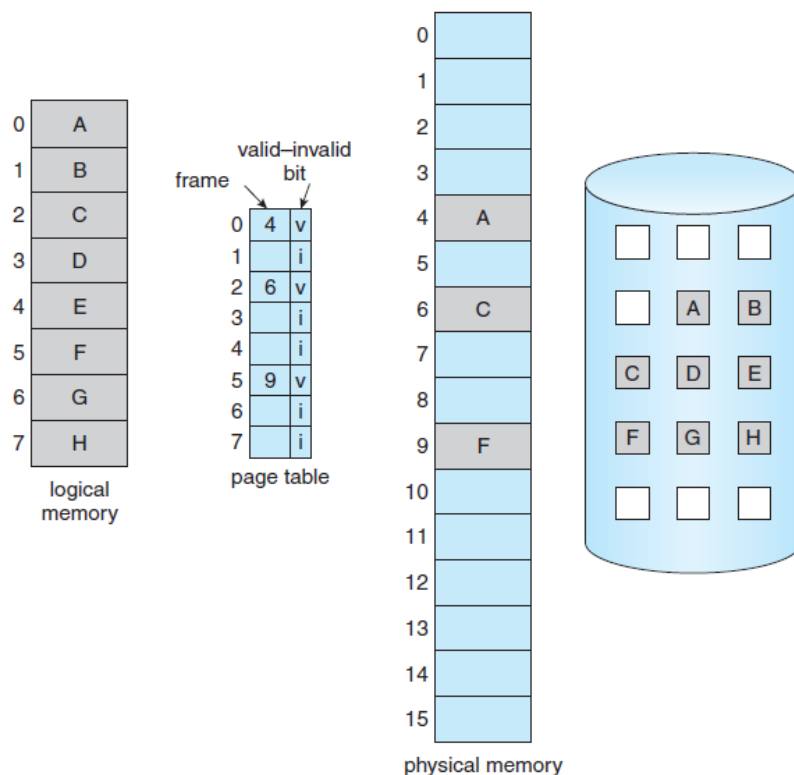 0 A
1 B
2 C
3 D
4 E
5 F
6 G
7 H
logical
memory
valid–invalid
bit
frame
0 4 v
1 i
2 6 v
3 i
4 i
5 9 v
6 i
7 i
page table
0
1
2
3
4 A
5
6 C
7
8
9 F
10
11
12
13
14
15
physical memory
A B
C D E
F G H